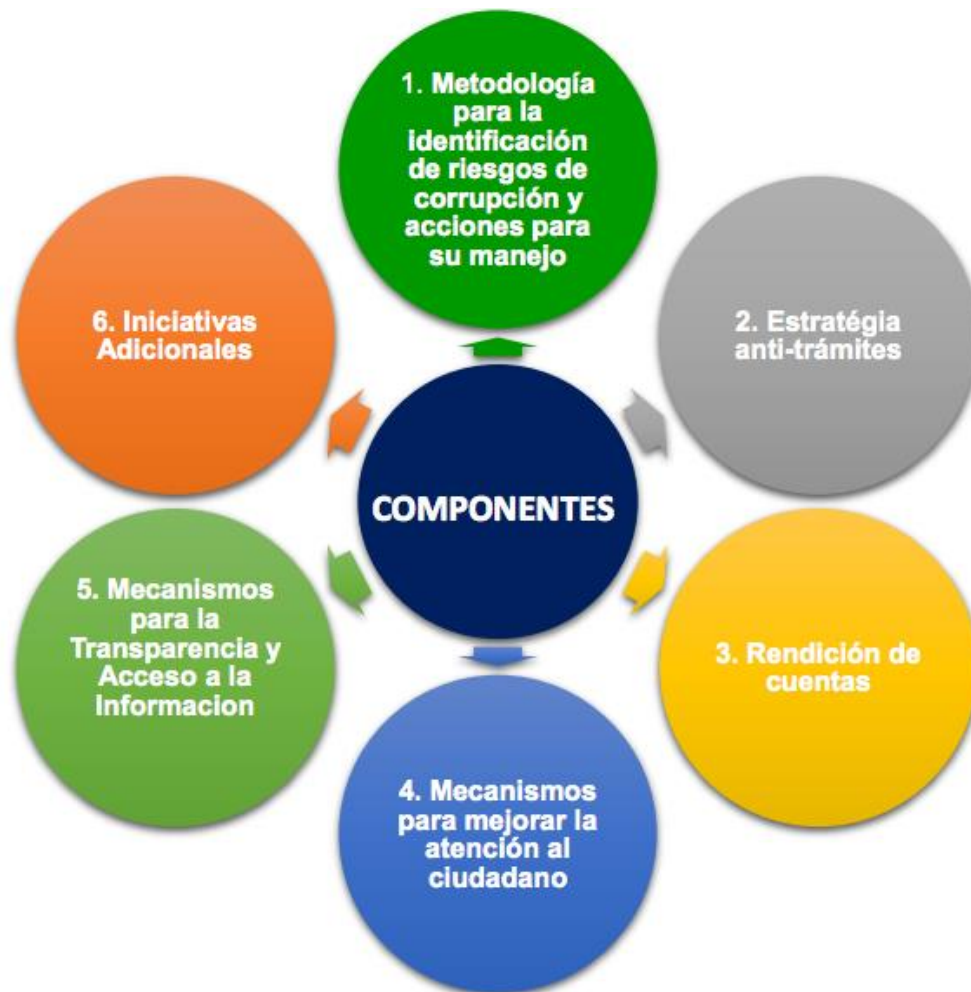 1. Metodología
para la
identificación
de riesgos de
corrupción y
acciones para
su manejo
2. Estratégia
anti-trámites
3. Rendición de
cuentas
4. Mecanismos
para mejorar la
atención al
ciudadano
5. Mecanismos
para la
Transparencia y
Acceso a la
Informacion
6. Iniciativas
Adicionales
COMPONENTES